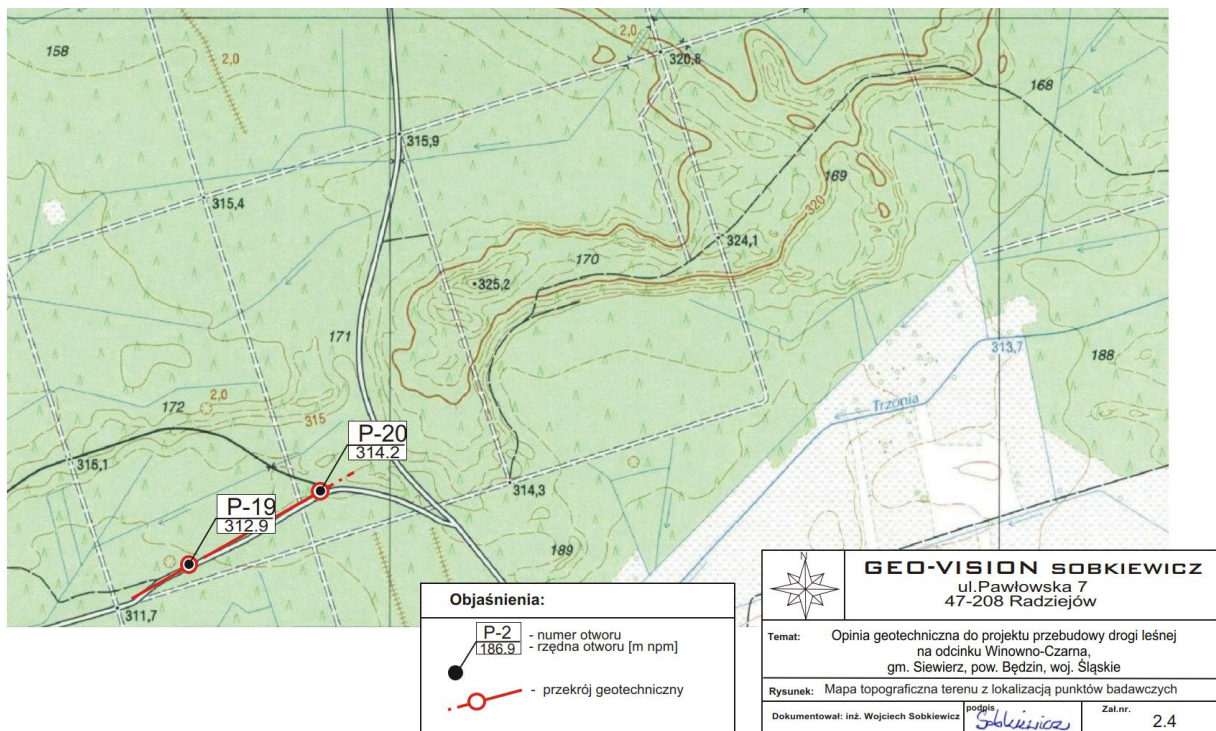 158
2,0
2,0
320,8
168
315,9
169
315,4
320
324,1
170
325,2
171
313,7
188
172
2,0
315
Trzonia
P-20
314.2
315,1
314,3
P-19
312.9
189
311,7
Objaśnienia:
P-2 - numer otworu
186.9 - rzędna otworu [m npm]
- przekrój geotechniczny
N
GEO-VISION SOBKIEWICZ
ul.Pawłowska 7
47-208 Radziejów
Temat: Opinia geotechniczna do projektu przebudowy drogi leśnej
na odcinku Winowno-Czarna,
gm. Siewierz, pow. Będzin, woj. Śląskie
Rysunek: Mapa topograficzna terenu z lokalizacją punktów badawczych
Dokumentował: inż. Wojciech Sobkiewicz
podpis
Sobkiewicz
Zał.nr.
2.4